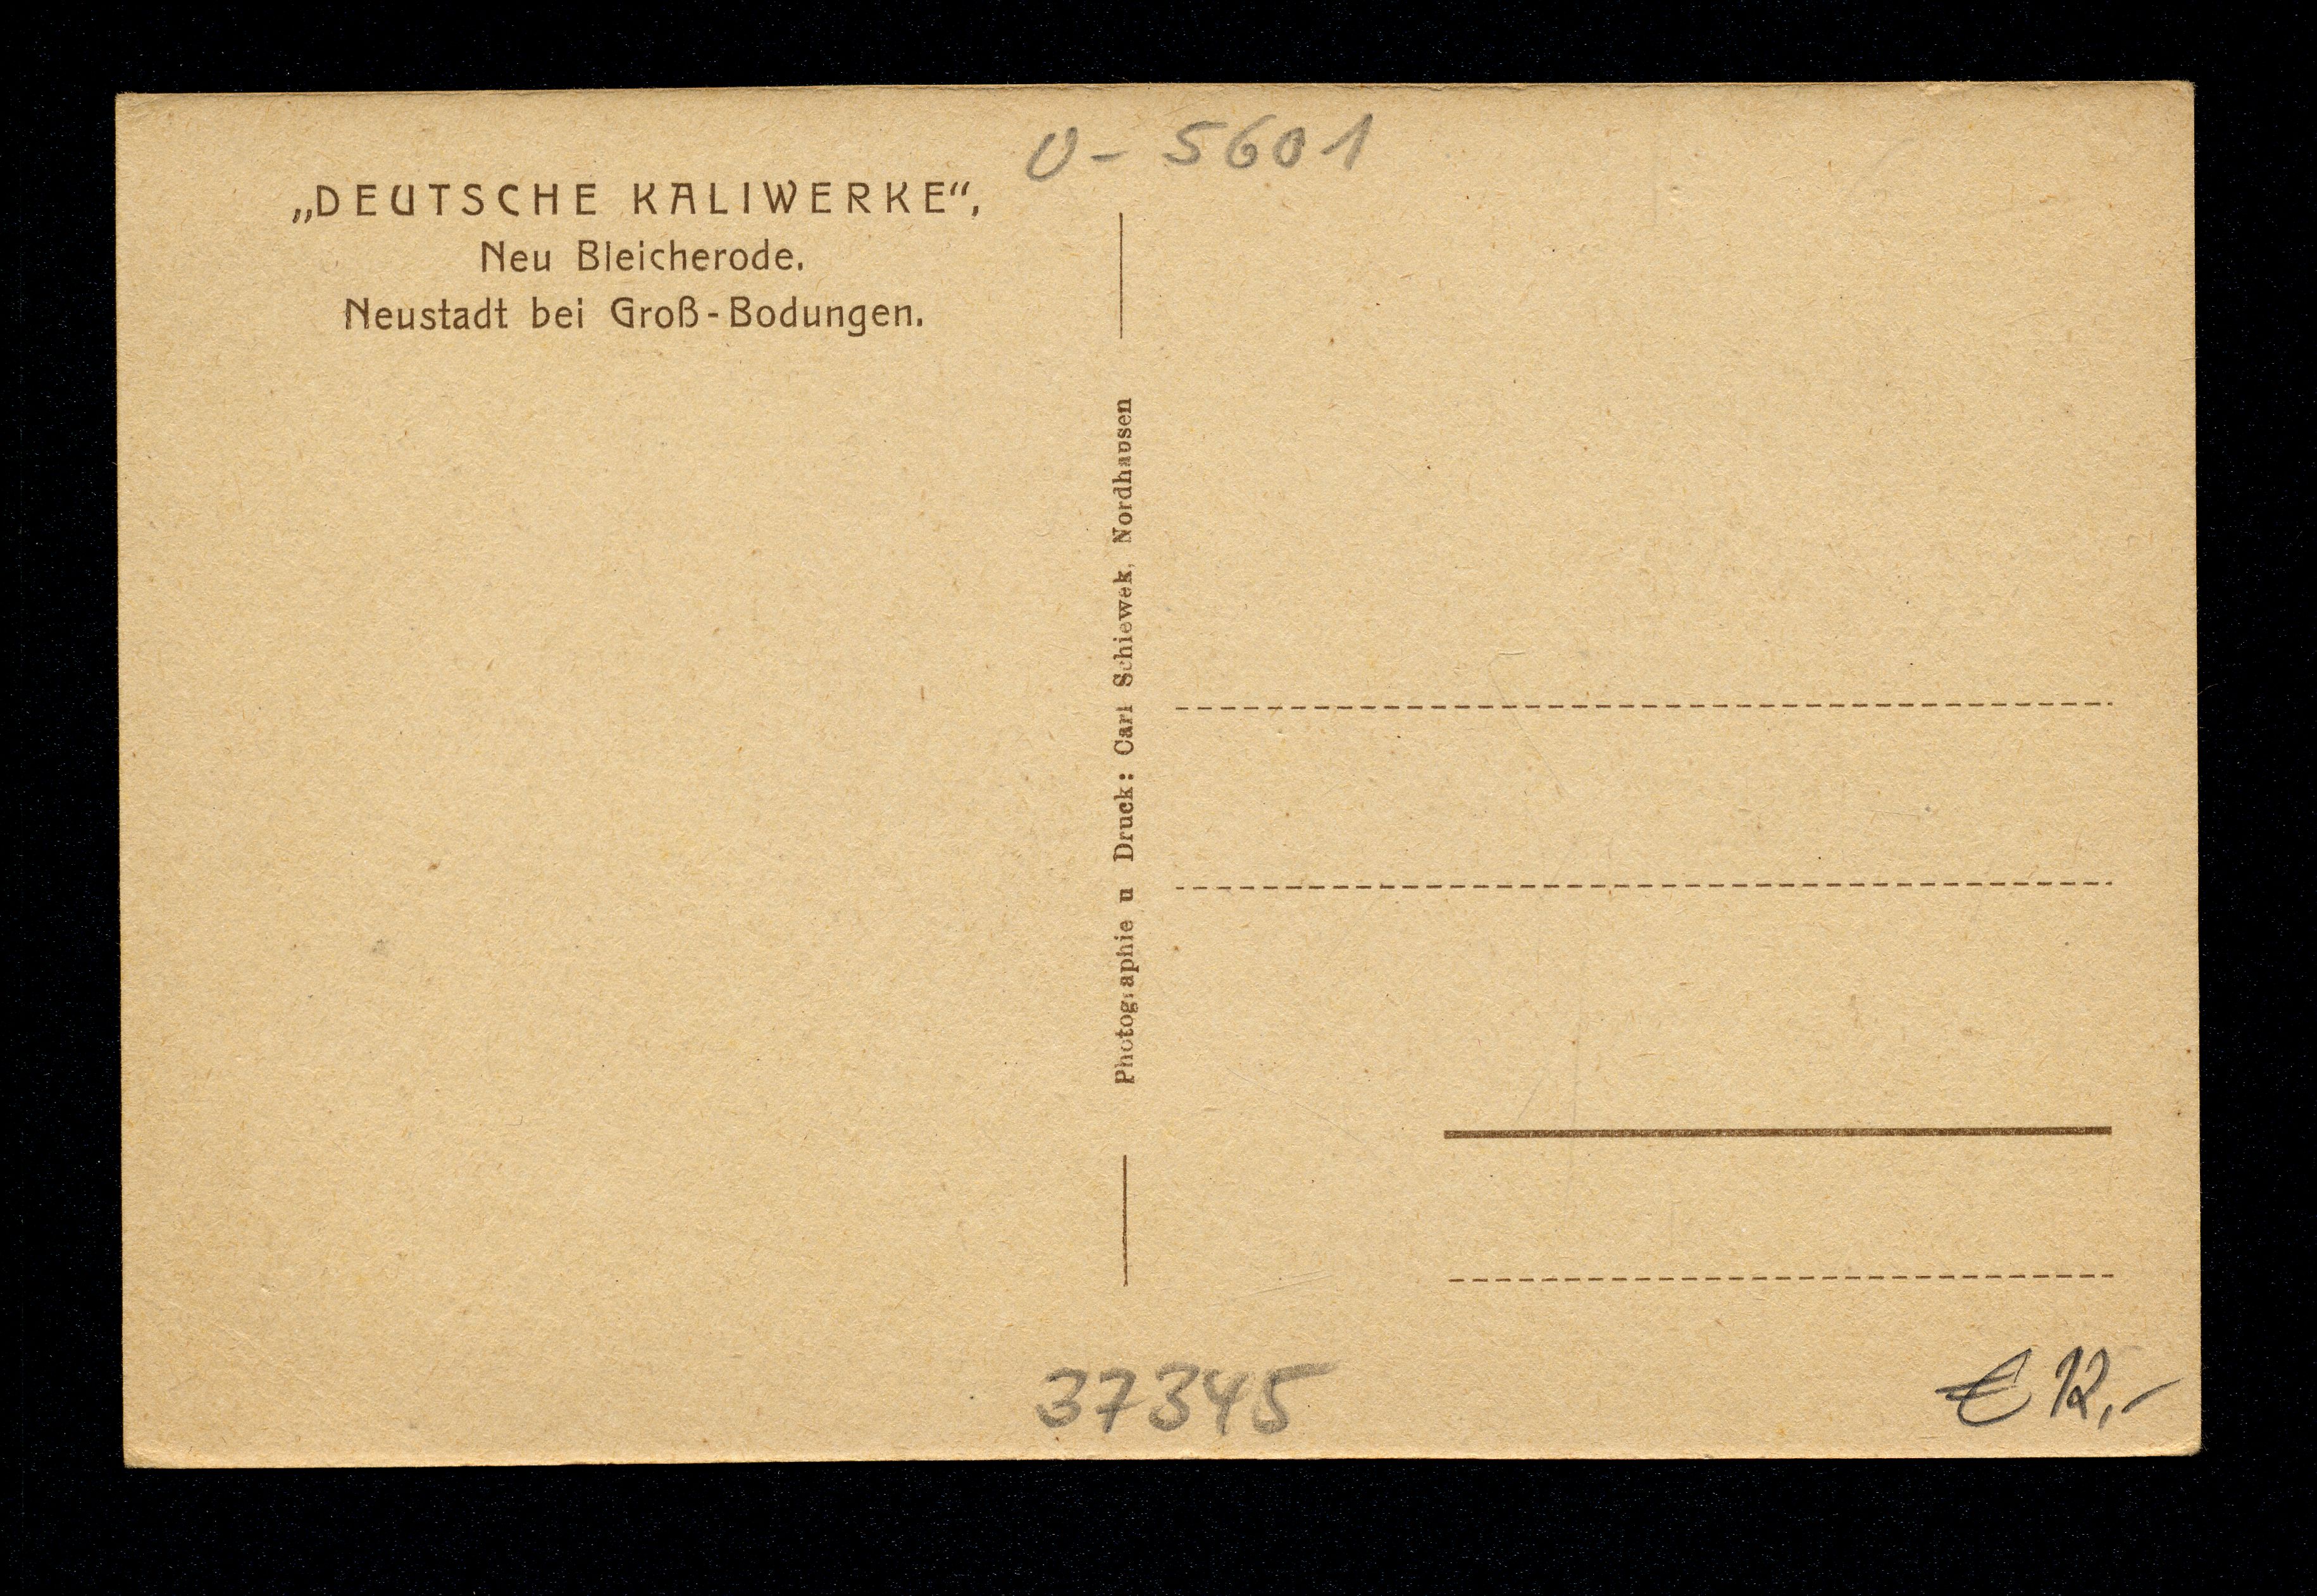 O - 5601
„DEUTSCHE KALIWERKE“,
Neu Bleicherode.
Neustadt bei Groß-Bodungen.
Photographie u Druck: Carl Schiewek, Nordhausen
37345
€ 12,-